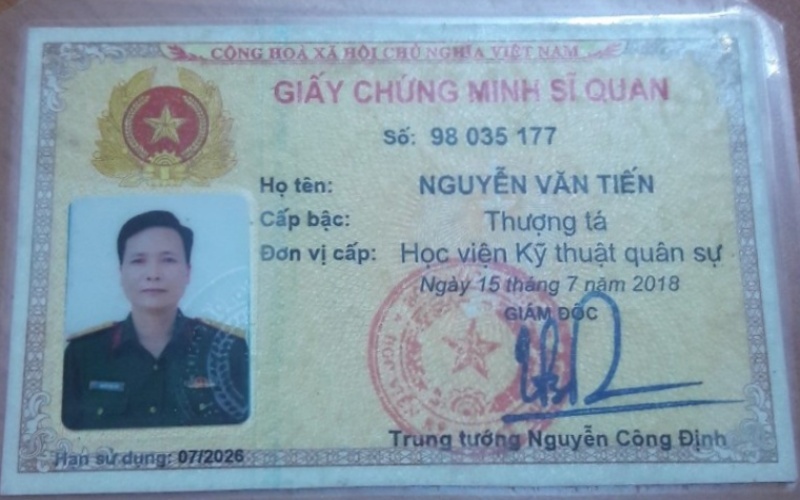 CỘNG HOÀ XÃ HỘI CHỦ NGHĨA VIỆT NAM
GIẤY CHỨNG MINH SĨ QUAN
Số: 98 035 177
Họ tên: NGUYỄN VĂN TIẾN
Cấp bậc: Thượng tá
Đơn vị cấp: Học viện Kỹ thuật quân sự
Ngày 15 tháng 7 năm 2018
GIÁM ĐỐC
Trung tướng Nguyễn Công Định
Hạn sử dụng: 07/2026